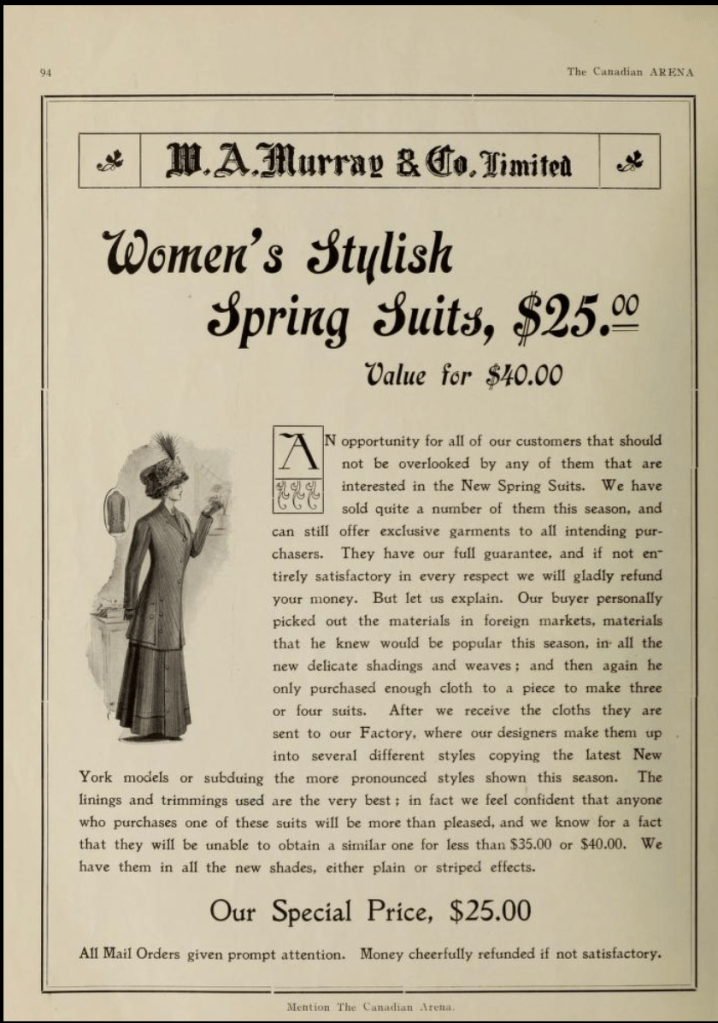 94
The Canadian ARENA
W. A. Murray & Co. Limited
Women's Stylish
Spring Suits, $25.00
Value for $40.00
AN opportunity for all of our customers that should
not be overlooked by any of them that are
interested in the New Spring Suits. We have
sold quite a number of them this season, and
can still offer exclusive garments to all intending pur-
chasers. They have our full guarantee, and if not en-
tirely satisfactory in every respect we will gladly refund
your money. But let us explain. Our buyer personally
picked out the materials in foreign markets, materials
that he knew would be popular this season, in all the
new delicate shadings and weaves; and then again he
only purchased enough cloth to a piece to make three
or four suits. After we receive the cloths they are
sent to our Factory, where our designers make them up
into several different styles copying the latest New
York models or subduing the more pronounced styles shown this season. The
linings and trimmings used are the very best; in fact we feel confident that anyone
who purchases one of these suits will be more than pleased, and we know for a fact
that they will be unable to obtain a similar one for less than $35.00 or $40.00. We
have them in all the new shades, either plain or striped effects.
Our Special Price, $25.00
All Mail Orders given prompt attention. Money cheerfully refunded if not satisfactory.
Mention The Canadian Arena.